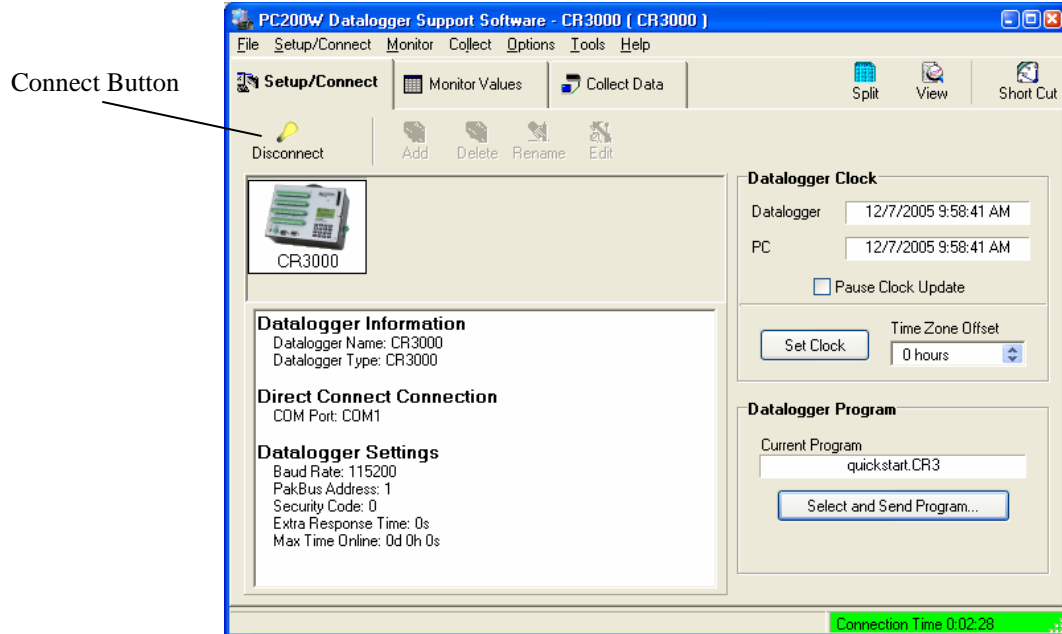 PC200W Datalogger Support Software - CR3000 ( CR3000 )
File Setup/Connect Monitor Collect Options Tools Help
Connect Button
Setup/Connect Monitor Values Collect Data Split View Short Cut
Disconnect Add Delete Rename Edit
CR3000
Datalogger Information
Datalogger Name: CR3000
Datalogger Type: CR3000
Direct Connect Connection
COM Port: COM1
Datalogger Settings
Baud Rate: 115200
PakBus Address: 1
Security Code: 0
Extra Response Time: 0s
Max Time Online: 0d 0h 0s
Datalogger Clock
Datalogger 12/7/2005 9:58:41 AM
PC 12/7/2005 9:58:41 AM
Pause Clock Update
Set Clock
Time Zone Offset
0 hours
Datalogger Program
Current Program
quickstart.CR3
Select and Send Program...
Connection Time 0:02:28